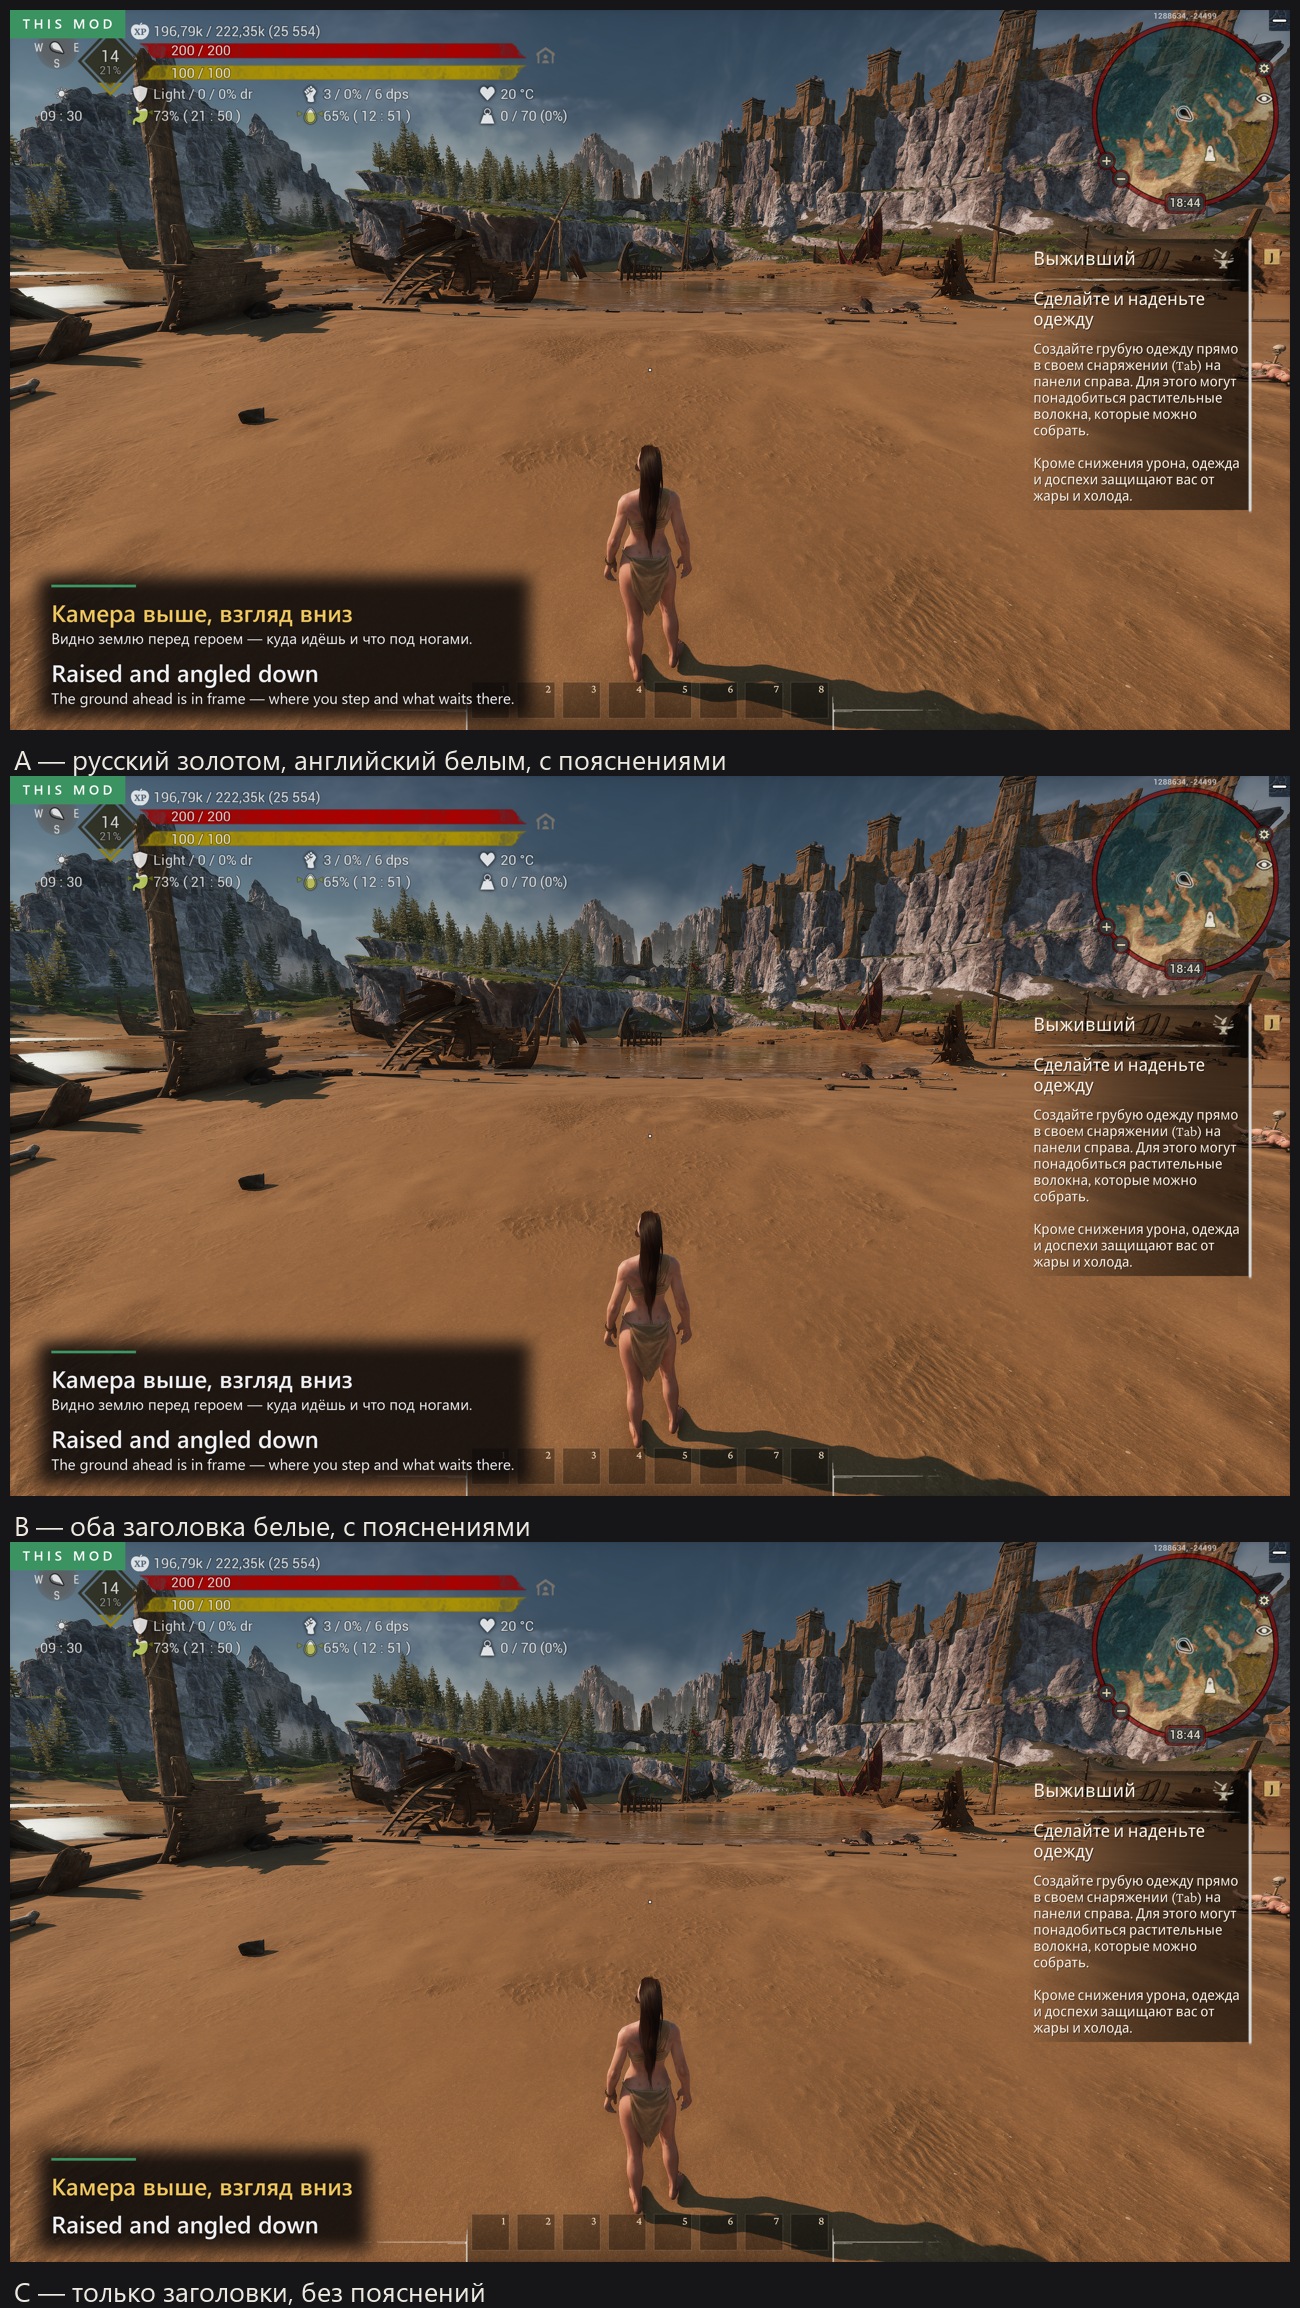 THIS MOD
XP 196,79k / 222,35k (25 554)
1288634, -24499
W E
S
14
21%
200 / 200
100 / 100
Light / 0 / 0% dr
3 / 0% / 6 dps
20 °C
09 : 30
73% ( 21 : 50 )
65% ( 12 : 51 )
0 / 70 (0%)
18:44
Выживший
J
Сделайте и наденьте
одежду
Создайте грубую одежду прямо
в своем снаряжении (Tab) на
панели справа. Для этого могут
понадобиться растительные
волокна, которые можно
собрать.
Кроме снижения урона, одежда
и доспехи защищают вас от
жары и холода.
Камера выше, взгляд вниз
Видно землю перед героем — куда идёшь и что под ногами.
Raised and angled down
The ground ahead is in frame — where you step and what waits there.
1 2 3 4 5 6 7 8
A — русский золотом, английский белым, с пояснениями
THIS MOD
XP 196,79k / 222,35k (25 554)
1288634, -24499
W E
S
14
21%
200 / 200
100 / 100
Light / 0 / 0% dr
3 / 0% / 6 dps
20 °C
09 : 30
73% ( 21 : 50 )
65% ( 12 : 51 )
0 / 70 (0%)
18:44
Выживший
J
Сделайте и наденьте
одежду
Создайте грубую одежду прямо
в своем снаряжении (Tab) на
панели справа. Для этого могут
понадобиться растительные
волокна, которые можно
собрать.
Кроме снижения урона, одежда
и доспехи защищают вас от
жары и холода.
Камера выше, взгляд вниз
Видно землю перед героем — куда идёшь и что под ногами.
Raised and angled down
The ground ahead is in frame — where you step and what waits there.
1 2 3 4 5 6 7 8
B — оба заголовка белые, с пояснениями
THIS MOD
XP 196,79k / 222,35k (25 554)
1288634, -24499
W E
S
14
21%
200 / 200
100 / 100
Light / 0 / 0% dr
3 / 0% / 6 dps
20 °C
09 : 30
73% ( 21 : 50 )
65% ( 12 : 51 )
0 / 70 (0%)
18:44
Выживший
J
Сделайте и наденьте
одежду
Создайте грубую одежду прямо
в своем снаряжении (Tab) на
панели справа. Для этого могут
понадобиться растительные
волокна, которые можно
собрать.
Кроме снижения урона, одежда
и доспехи защищают вас от
жары и холода.
Камера выше, взгляд вниз
Raised and angled down
1 2 3 4 5 6 7 8
C — только заголовки, без пояснений